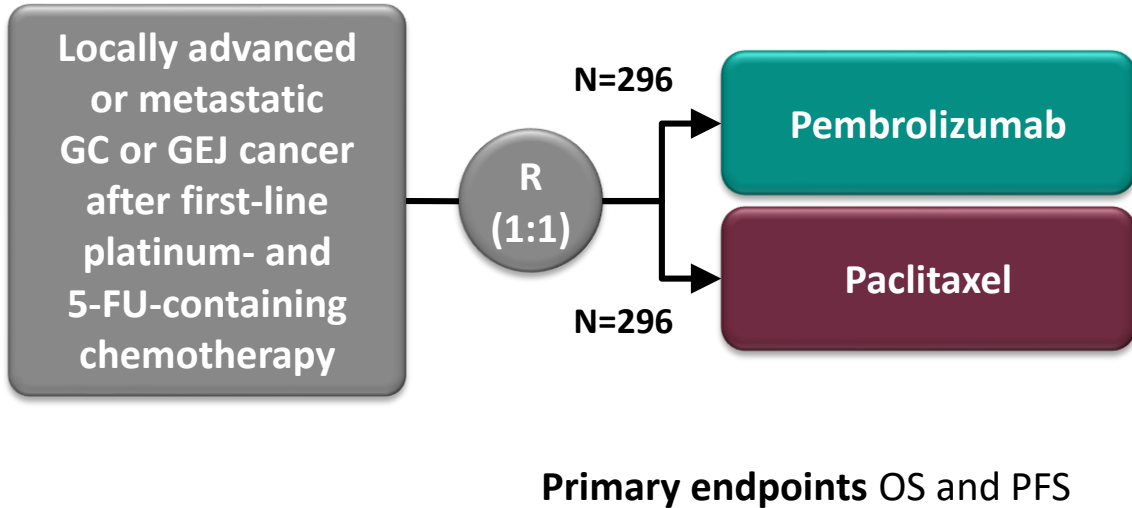 Locally advanced
or metastatic
GC or GEJ cancer
after first-line
platinum- and
5-FU-containing
chemotherapy
R
(1:1)
N=296
Pembrolizumab
Paclitaxel
N=296
Primary endpoints OS and PFS